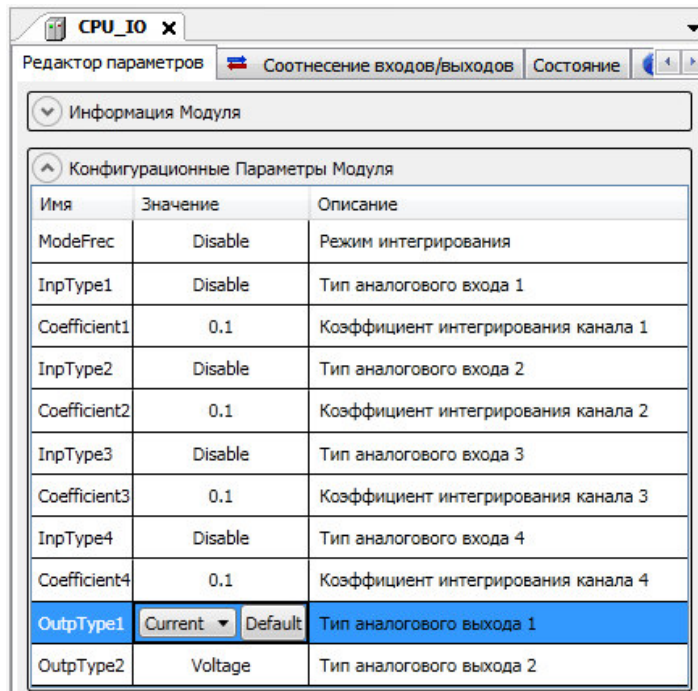 CPU_IO X
Редактор параметров Соотнесение входов/выходов Состояние
Информация Модуля
Конфигурационные Параметры Модуля
Имя Значение Описание
ModeFrec Disable Режим интегрирования
InpType1 Disable Тип аналогового входа 1
Coefficient1 0.1 Коэффициент интегрирования канала 1
InpType2 Disable Тип аналогового входа 2
Coefficient2 0.1 Коэффициент интегрирования канала 2
InpType3 Disable Тип аналогового входа 3
Coefficient3 0.1 Коэффициент интегрирования канала 3
InpType4 Disable Тип аналогового входа 4
Coefficient4 0.1 Коэффициент интегрирования канала 4
OutpType1 Current Default Тип аналогового выхода 1
OutpType2 Voltage Тип аналогового выхода 2